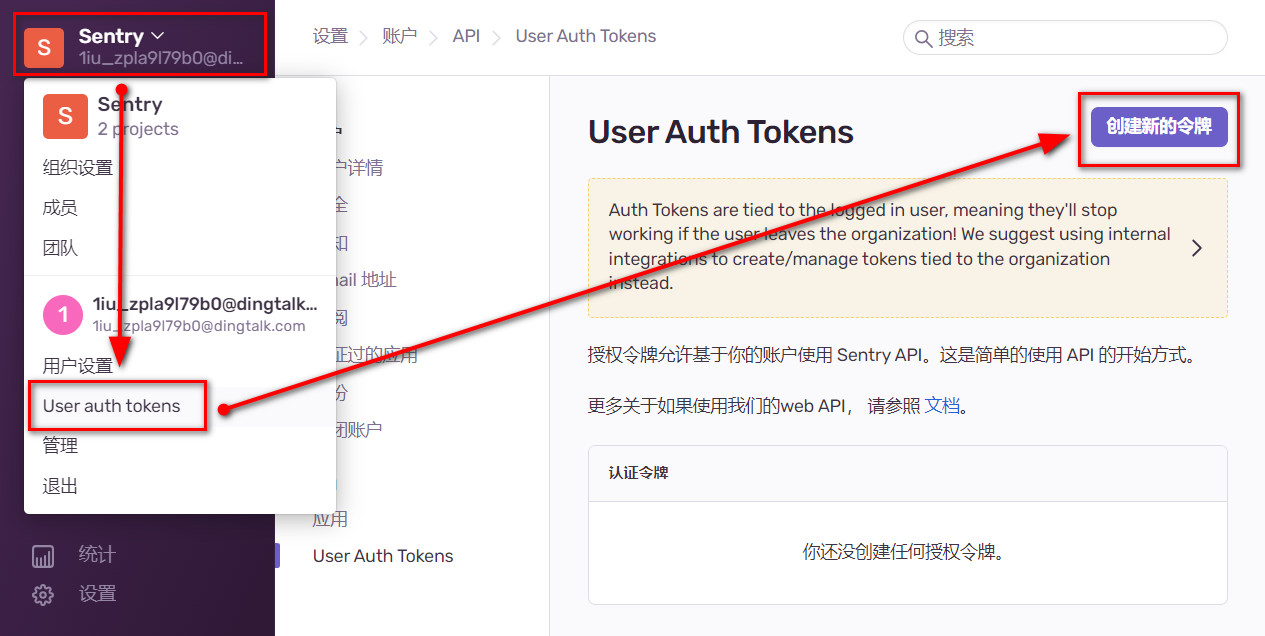 S
Sentry
1iu_zpla9l79b0@di...
S
Sentry
2 projects
组织设置
成员
团队
1
1iu_zpla9l79b0@dingtalk...
1iu_zpla9l79b0@dingtalk.com
用户设置
User auth tokens
管理
退出
统计
设置
设置 > 账户 > API > User Auth Tokens
搜索
户详情
全
知
mail 地址
阅
证过的应用
份
闭账户
应用
User Auth Tokens
User Auth Tokens
创建新的令牌
Auth Tokens are tied to the logged in user, meaning they'll stop
working if the user leaves the organization! We suggest using internal
integrations to create/manage tokens tied to the organization
instead.
授权令牌允许基于你的账户使用 Sentry API。这是简单的使用 API 的开始方式。
更多关于如果使用我们的web API， 请参照 文档。
认证令牌
你还没创建任何授权令牌。